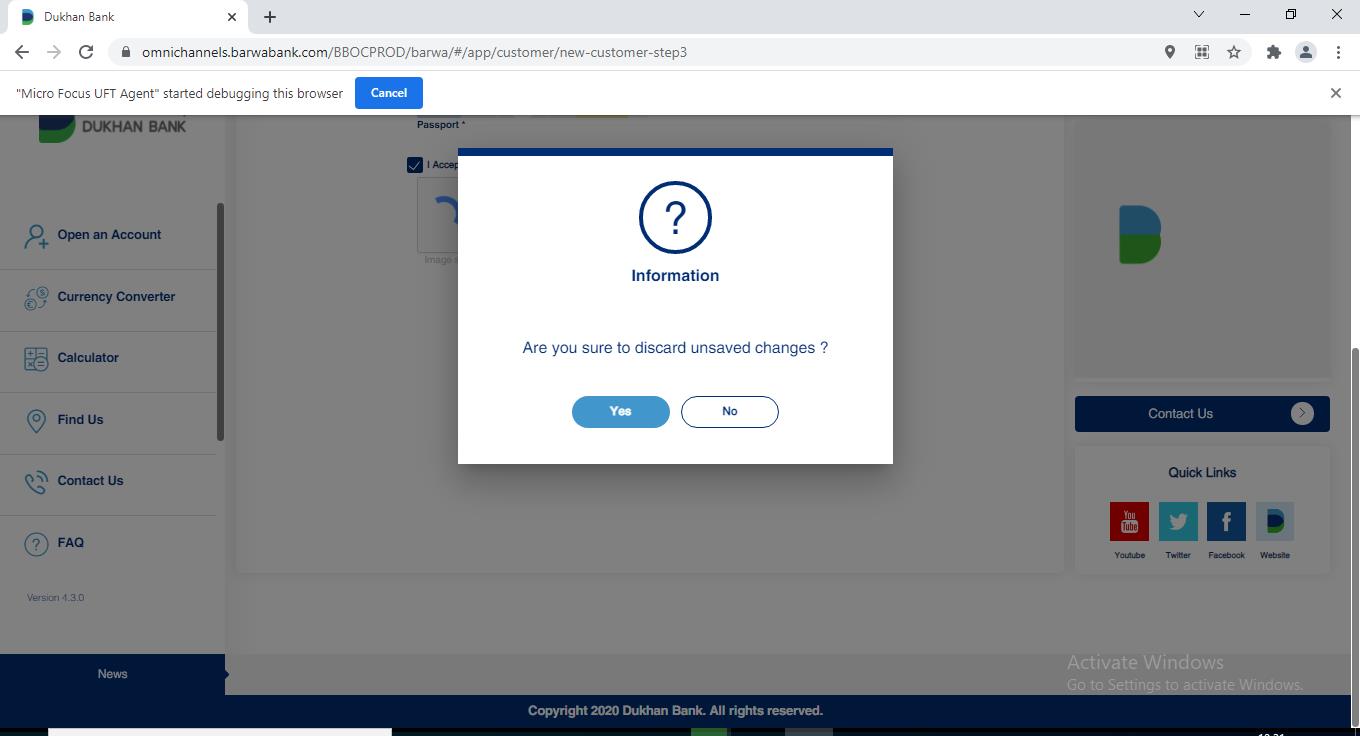 Dukhan Bank
omnichannels.barwabank.com/BBOCPROD/barwa/#/app/customer/new-customer-step3
"Micro Focus UFT Agent" started debugging this browser
Cancel
DUKHAN BANK
Open an Account
Currency Converter
Calculator
Find Us
Contact Us
FAQ
Version 4.3.0
News
Passport *
I Accep
Image s
?
Information
Are you sure to discard unsaved changes ?
Yes
No
Contact Us
Quick Links
You
Tube
Youtube
Twitter
Facebook
Website
Activate Windows
Go to Settings to activate Windows.
Copyright 2020 Dukhan Bank. All rights reserved.